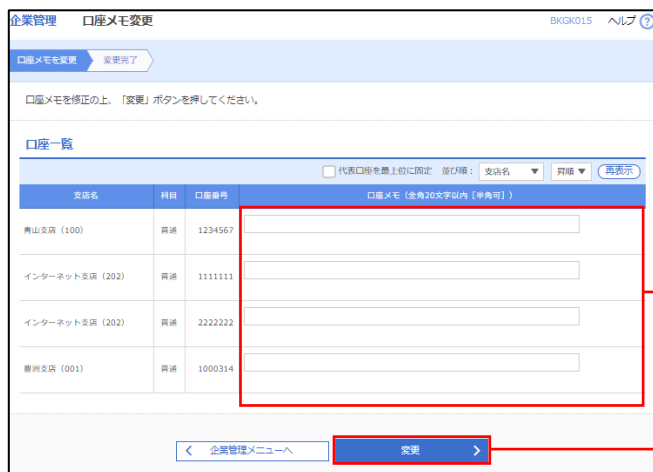 企業管理 口座メモ変更 BKGK015 ヘルプ ?
口座メモを変更 変更完了
口座メモを修正の上、「変更」ボタンを押してください。
口座一覧
代表口座を最上位に固定 並び順： 支店名 ▼ 昇順 ▼ 再表示
支店名 科目 口座番号 口座メモ（全角20文字以内［半角可］）
青山支店（100） 普通 1234567
インターネット支店（202） 普通 1111111
インターネット支店（202） 普通 2222222
豊洲支店（001） 普通 1000314
企業管理メニューへ 変更